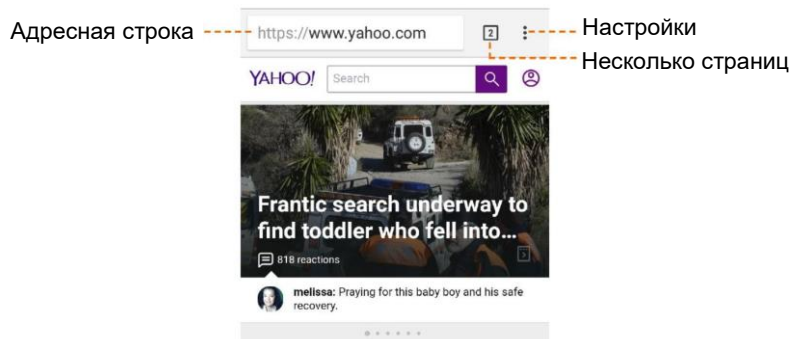 Адресная строка
https://www.yahoo.com
2
Настройки
Несколько страниц
YAHOO!
Search
Frantic search underway to
find toddler who fell into...
818 reactions
melissa: Praying for this baby boy and his safe
recovery.